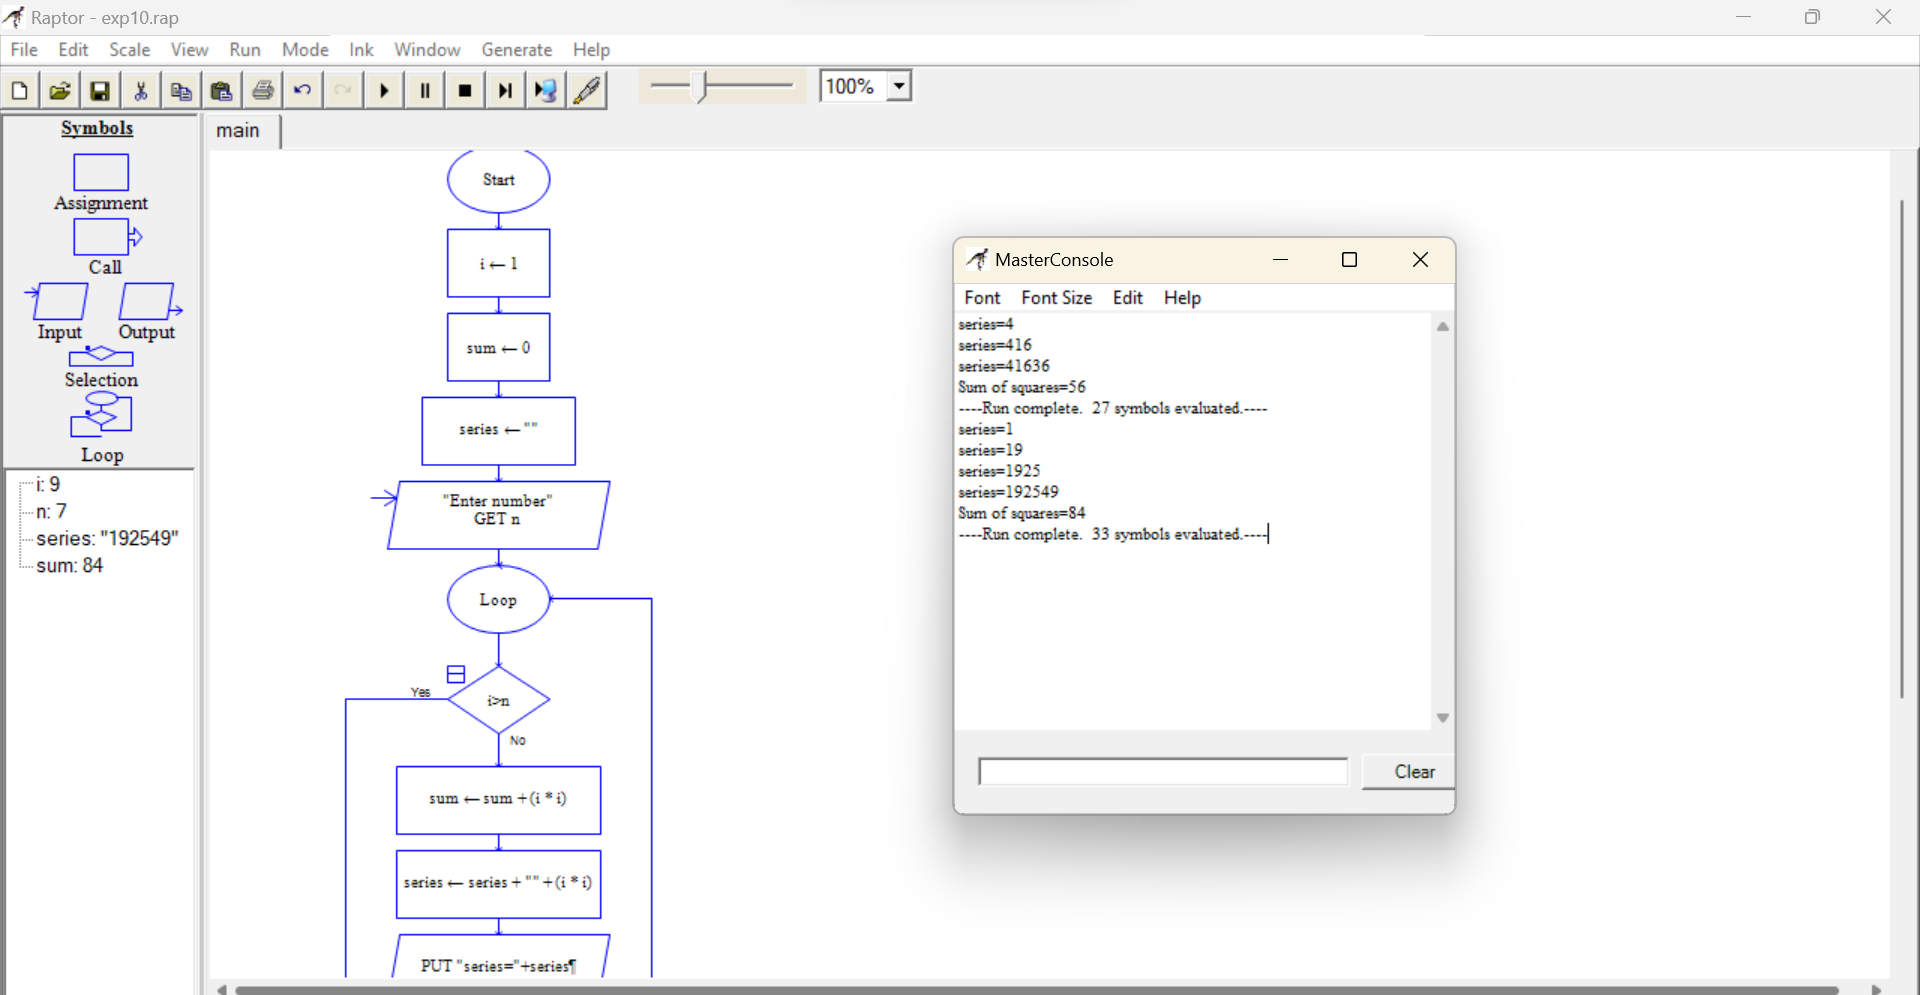 Raptor - exp10.rap
File Edit Scale View Run Mode Ink Window Generate Help
100%
Symbols
Assignment
Call
Input Output
Selection
Loop
i: 9
n: 7
series: "192549"
sum: 84
main
Start
i ← 1
sum ← 0
series ← ""
"Enter number"
GET n
Loop
Yes
i>n
No
sum ← sum + (i * i)
series ← series + "" + (i * i)
PUT "series="+series¶
MasterConsole
Font Font Size Edit Help
series=4
series=416
series=41636
Sum of squares=56
----Run complete.  27 symbols evaluated.----
series=1
series=19
series=1925
series=192549
Sum of squares=84
----Run complete.  33 symbols evaluated.----
Clear